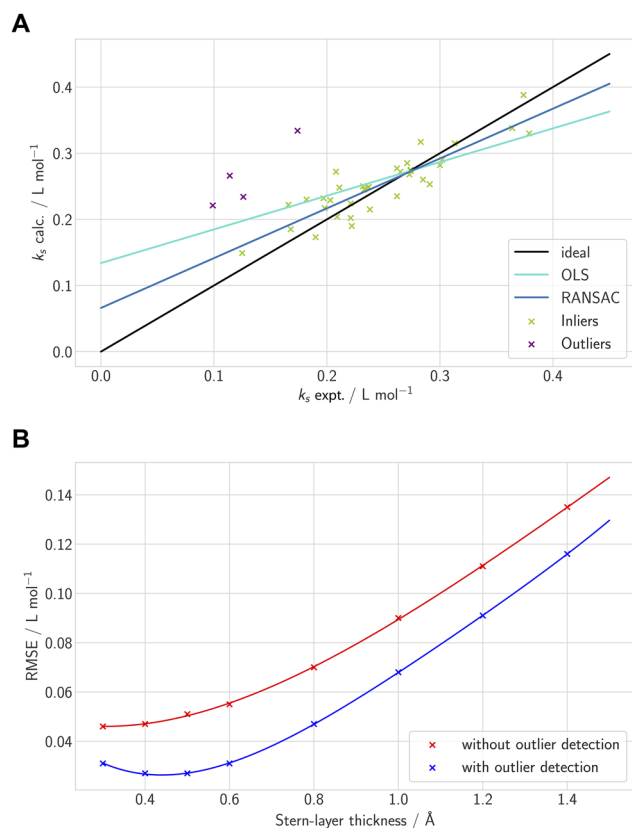 A
0.4
0.3
0.2
0.1
0.0
k_s calc. / L mol⁻¹
ideal
OLS
RANSAC
Inliers
Outliers
0.0 0.1 0.2 0.3 0.4
k_s expt. / L mol⁻¹
B
0.14
0.12
0.10
0.08
0.06
0.04
RMSE / L mol⁻¹
without outlier detection
with outlier detection
0.4 0.6 0.8 1.0 1.2 1.4
Stern-layer thickness / Å